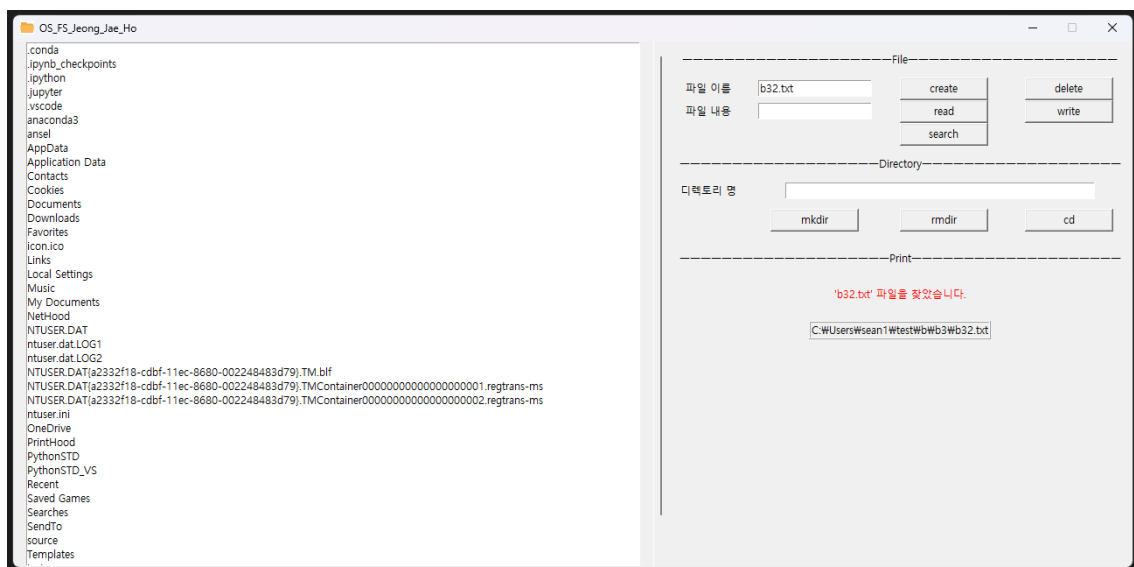 OS_FS_Jeong_Jae_Ho
.conda
.ipynb_checkpoints
.ipython
.jupyter
.vscode
anaconda3
ansel
AppData
Application Data
Contacts
Cookies
Documents
Downloads
Favorites
icon.ico
Links
Local Settings
Music
My Documents
NetHood
NTUSER.DAT
ntuser.dat.LOG1
ntuser.dat.LOG2
NTUSER.DAT{a2332f18-cdbf-11ec-8680-002248483d79}.TM.blf
NTUSER.DAT{a2332f18-cdbf-11ec-8680-002248483d79}.TMContainer00000000000000000001.regtrans-ms
NTUSER.DAT{a2332f18-cdbf-11ec-8680-002248483d79}.TMContainer00000000000000000002.regtrans-ms
ntuser.ini
OneDrive
PrintHood
PythonSTD
PythonSTD_VS
Recent
Saved Games
Searches
SendTo
source
Templates
File
파일 이름 b32.txt create delete
파일 내용 read write
search
Directory
디렉토리 명
mkdir rmdir cd
Print
'b32.txt' 파일을 찾았습니다.
C:₩Users₩sean1₩test₩b₩b3₩b32.txt